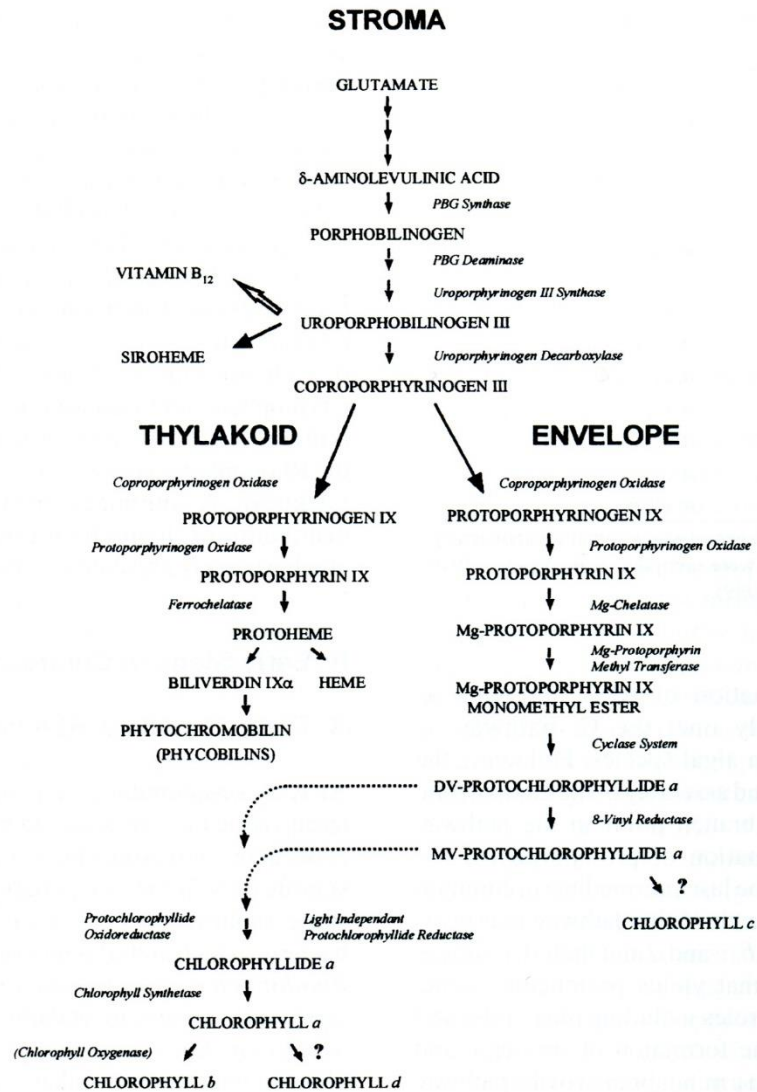 STROMA
GLUTAMATE
δ-AMINOLEVULINIC ACID
PBG Synthase
PORPHOBILINOGEN
PBG Deaminase
VITAMIN B₁₂
Uroporphyrinogen III Synthase
UROPORPHOBILINOGEN III
SIROHEME
Uroporphyrinogen Decarboxylase
COPROPORPHYRINOGEN III
THYLAKOID
Coproporphyrinogen Oxidase
PROTOPORPHYRINOGEN IX
Protoporphyrinogen Oxidase
PROTOPORPHYRIN IX
Ferrochelatase
PROTOHEME
BILIVERDIN IXα HEME
PHYTOCHROMOBILIN
(PHYCOBILINS)
ENVELOPE
Coproporphyrinogen Oxidase
PROTOPORPHYRINOGEN IX
Protoporphyrinogen Oxidase
PROTOPORPHYRIN IX
Mg-Chelatase
Mg-PROTOPORPHYRIN IX
Mg-Protoporphyrin
Methyl Transferase
Mg-PROTOPORPHYRIN IX
MONOMETHYL ESTER
Cyclase System
DV-PROTOCHLOROPHYLLIDE a
8-Vinyl Reductase
MV-PROTOCHLOROPHYLLIDE a
?
CHLOROPHYLL c
Protochlorophyllide
Oxidoreductase
Light Independant
Protochlorophyllide Reductase
CHLOROPHYLLIDE a
Chlorophyll Synthetase
CHLOROPHYLL a
(Chlorophyll Oxygenase) ?
CHLOROPHYLL b CHLOROPHYLL d